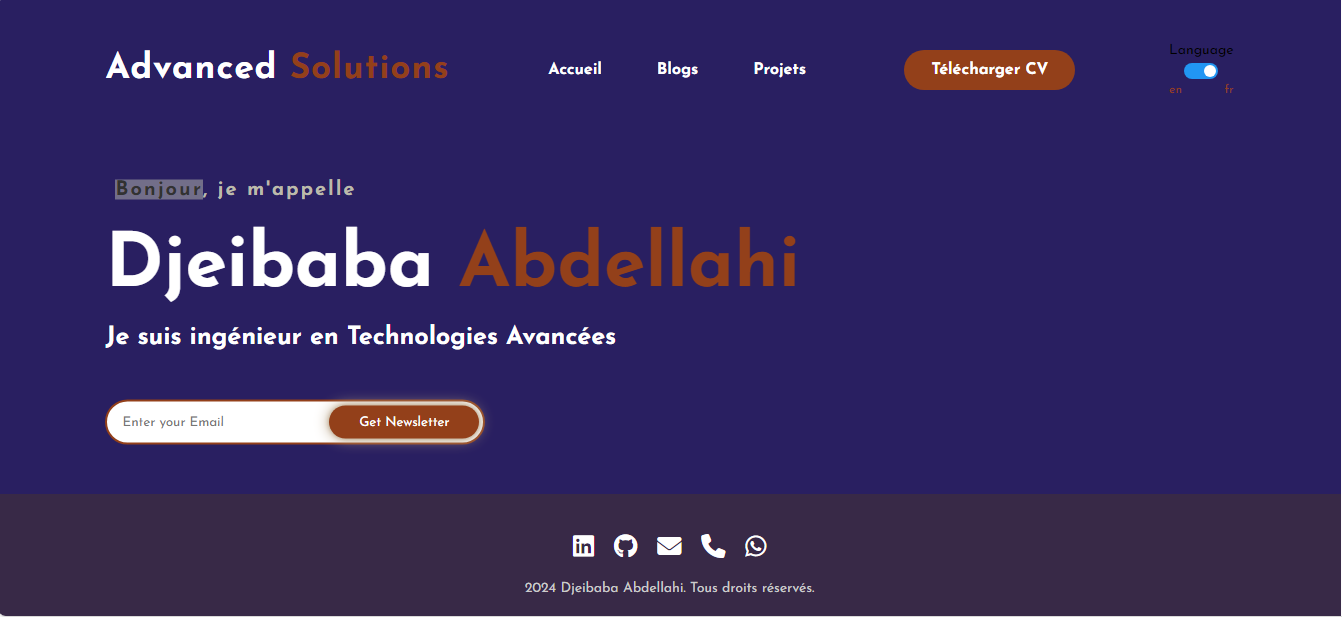 Advanced Solutions
Accueil
Blogs
Projets
Télécharger CV
Language
en
fr
Bonjour, je m'appelle
Djeibaba Abdellahi
Je suis ingénieur en Technologies Avancées
Enter your Email
Get Newsletter
in
2024 Djeibaba Abdellahi. Tous droits réservés.